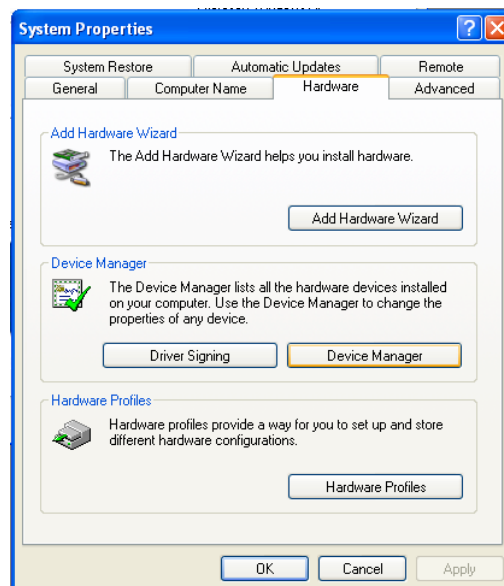 System Properties
System Restore Automatic Updates Remote
General Computer Name Hardware Advanced
Add Hardware Wizard
The Add Hardware Wizard helps you install hardware.
Add Hardware Wizard
Device Manager
The Device Manager lists all the hardware devices installed
on your computer. Use the Device Manager to change the
properties of any device.
Driver Signing Device Manager
Hardware Profiles
Hardware profiles provide a way for you to set up and store
different hardware configurations.
Hardware Profiles
OK Cancel Apply